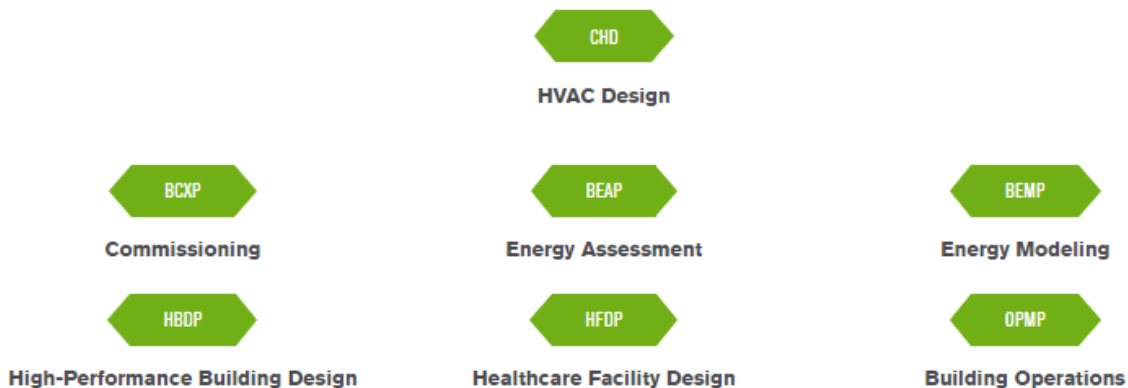 CHD
HVAC Design
BCXP
BEAP
BEMP
Commissioning
Energy Assessment
Energy Modeling
HBDP
HFDP
OPMP
High-Performance Building Design
Healthcare Facility Design
Building Operations